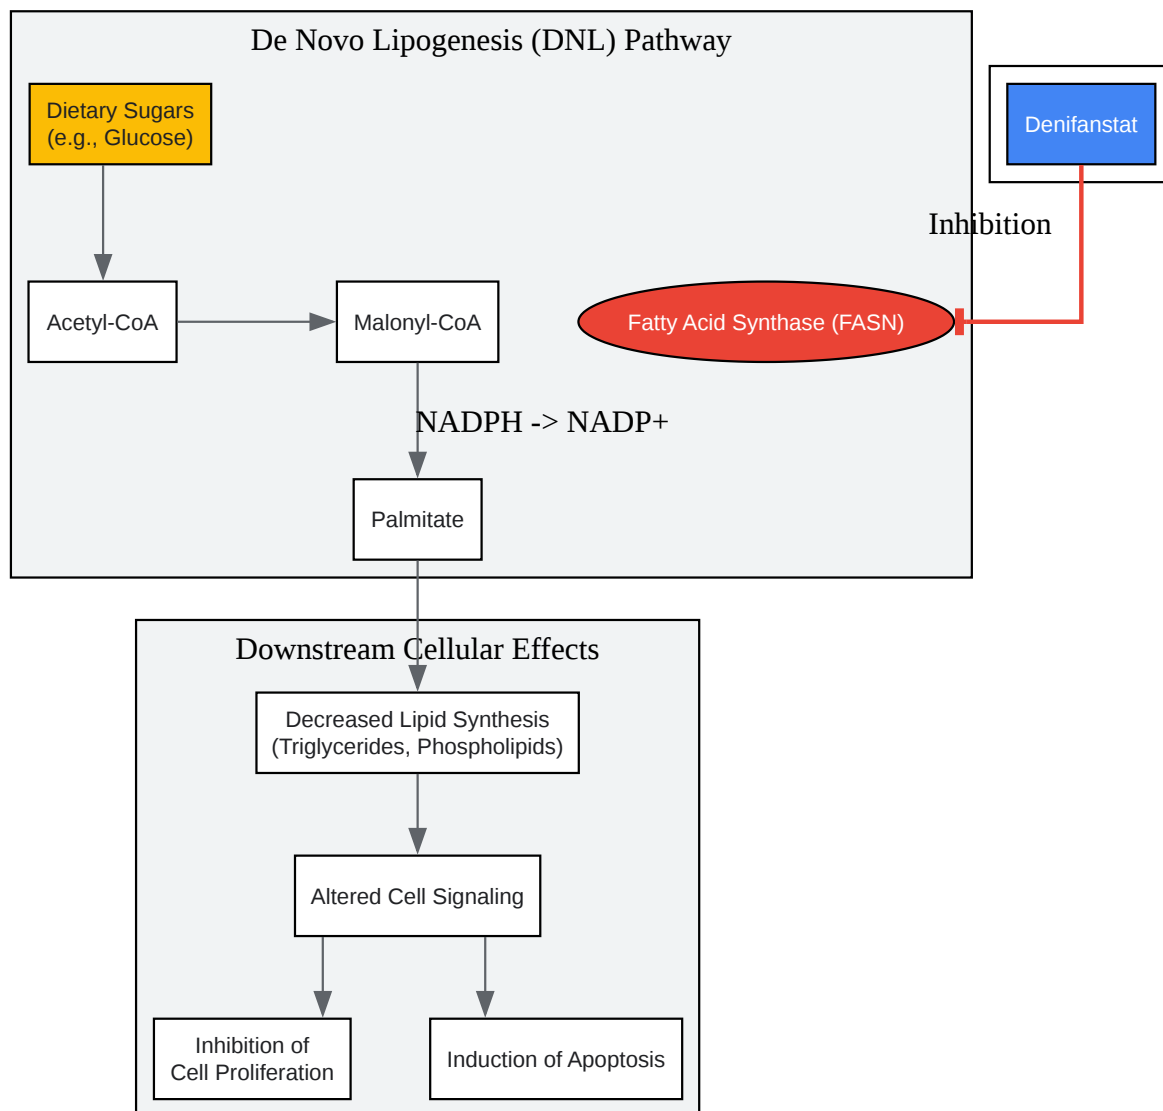 De Novo Lipogenesis (DNL) Pathway
Dietary Sugars
(e.g., Glucose)
Denifanstat
Inhibition
Acetyl-CoA
Malonyl-CoA
Fatty Acid Synthase (FASN)
NADPH -> NADP+
Palmitate
Downstream Cellular Effects
Decreased Lipid Synthesis
(Triglycerides, Phospholipids)
Altered Cell Signaling
Inhibition of
Cell Proliferation
Induction of Apoptosis